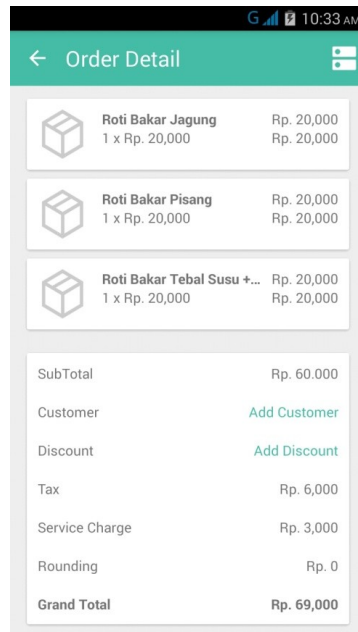 G 10:33 AM
Order Detail
Roti Bakar Jagung Rp. 20,000
1 x Rp. 20,000 Rp. 20,000
Roti Bakar Pisang Rp. 20,000
1 x Rp. 20,000 Rp. 20,000
Roti Bakar Tebal Susu +... Rp. 20,000
1 x Rp. 20,000 Rp. 20,000
SubTotal Rp. 60.000
Customer Add Customer
Discount Add Discount
Tax Rp. 6,000
Service Charge Rp. 3,000
Rounding Rp. 0
Grand Total Rp. 69,000